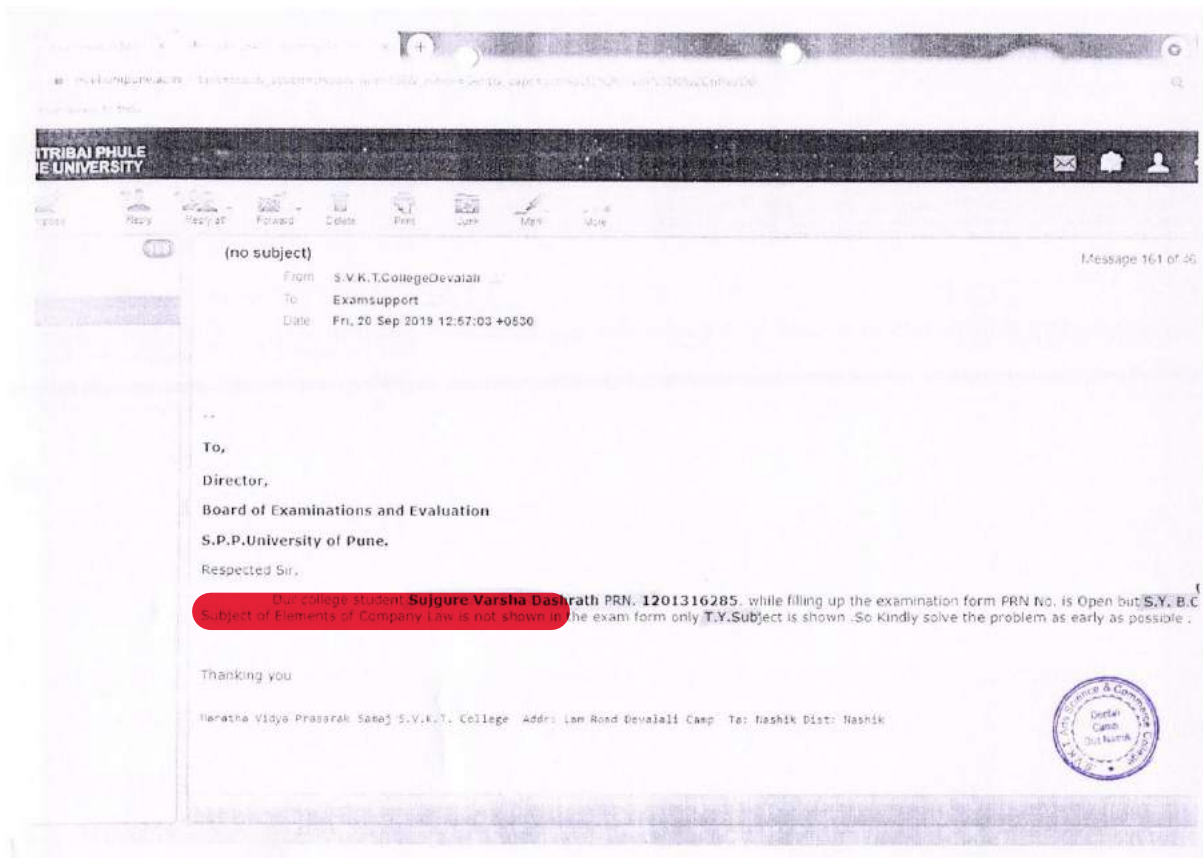 ITRIBAI PHULE
IE UNIVERSITY
Reply Reply all Forward Delete Print Junk Mark More
(no subject)
Message 161 of 46
From S.V.K.T.CollegeDevalali
To Examsupport
Date Fri, 20 Sep 2019 12:57:03 +0530
--
To,
Director,
Board of Examinations and Evaluation
S.P.P.University of Pune.
Respected Sir,
Our college student Sujgure Varsha Dashrath PRN. 1201316285. while filling up the examination form PRN No. is Open but S.Y. B.C
Subject of Elements of Company Law is not shown in the exam form only T.Y.Subject is shown .So Kindly solve the problem as early as possible .
Thanking you
Maratha Vidya Prasarak Samaj S.V.K.T. College Addr: Lam Road Devalali Camp Ta: Nashik Dist: Nashik